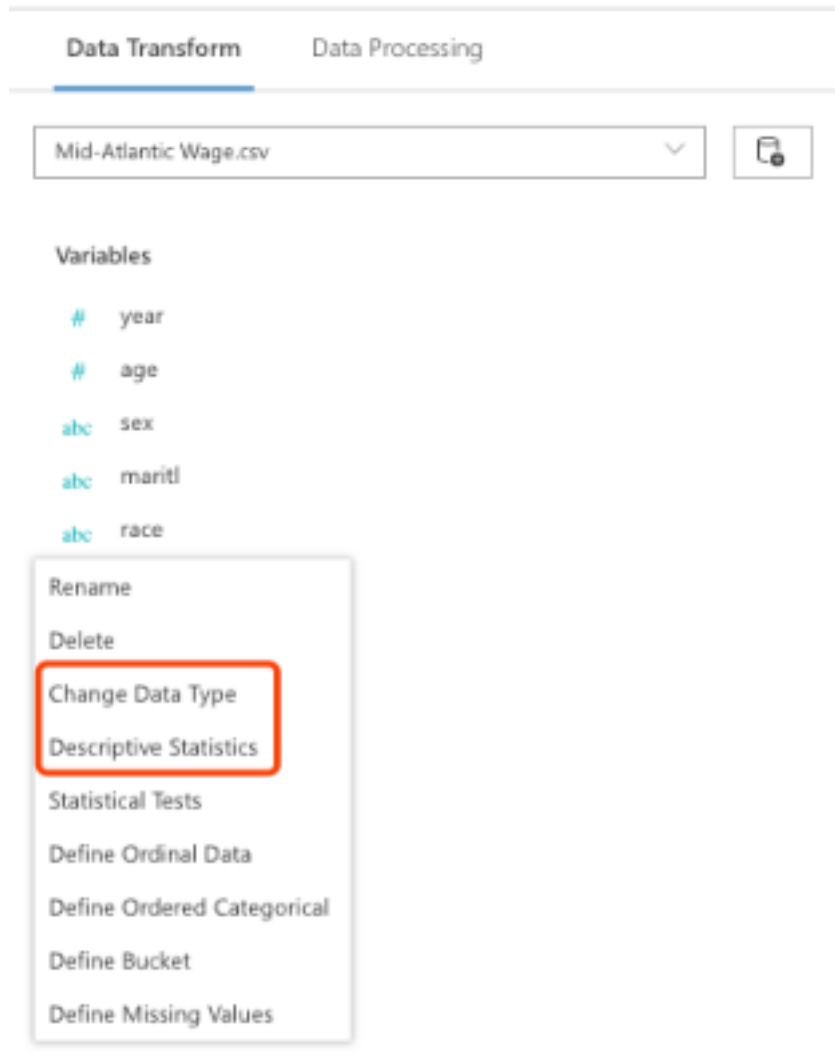 Data Transform Data Processing
Mid-Atlantic Wage.csv
Variables
# year
# age
abc sex
abc maritl
abc race
Rename
Delete
Change Data Type
Descriptive Statistics
Statistical Tests
Define Ordinal Data
Define Ordered Categorical
Define Bucket
Define Missing Values